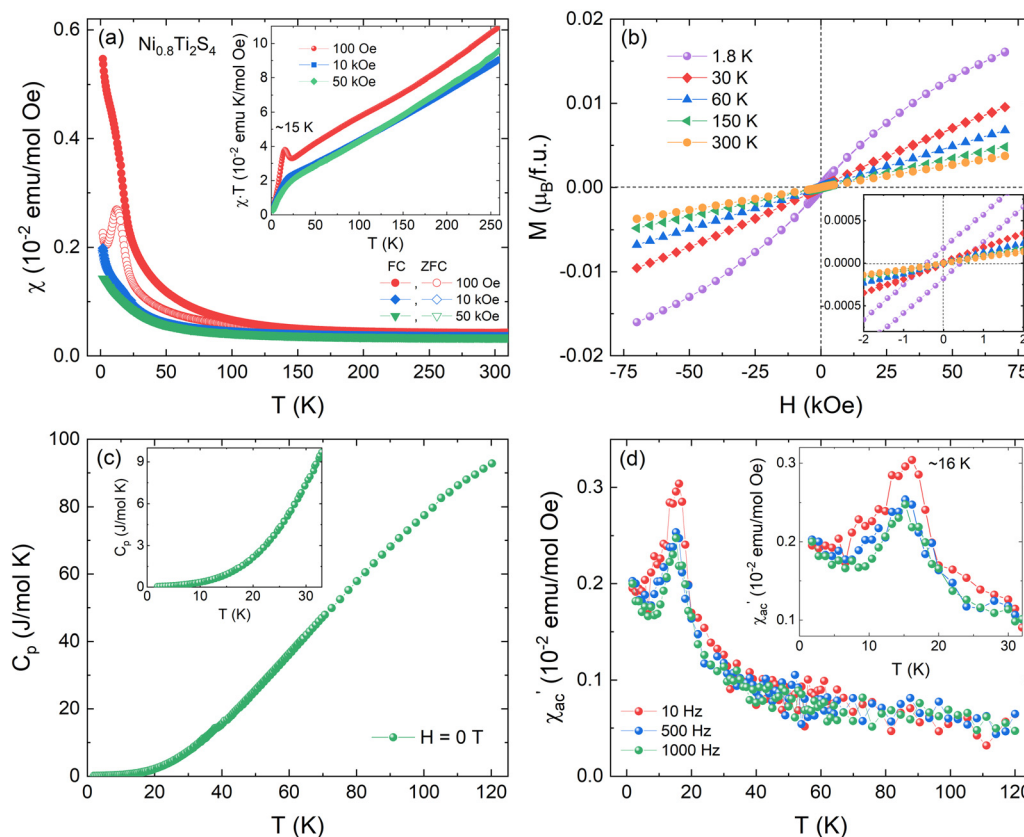 (a)
Ni0.8Ti2S4
χ (10-2 emu/mol Oe)
0.6
0.4
0.2
0.0
0 50 100 150 200 250 300
T (K)
FC ZFC
, 100 Oe
, 10 kOe
, 50 kOe
χ·T (10-2 emu K/mol Oe)
10
8
6
4
2
0
0 50 100 150 200 250
T (K)
100 Oe
10 kOe
50 kOe
~15 K
(b)
M (μB/f.u.)
0.02
0.01
0.00
-0.01
-0.02
-75 -50 -25 0 25 50 75
H (kOe)
1.8 K
30 K
60 K
150 K
300 K
0.0005
0.0000
-0.0005
-2 -1 0 1 2
(c)
Cp (J/mol K)
100
80
60
40
20
0
0 20 40 60 80 100 120
T (K)
H = 0 T
Cp (J/mol K)
9
6
3
0
0 10 20 30
T (K)
(d)
χac' (10-2 emu/mol Oe)
0.3
0.2
0.1
0.0
0 20 40 60 80 100 120
T (K)
10 Hz
500 Hz
1000 Hz
χac' (10-2 emu/mol Oe)
0.3
0.2
0.1
0 10 20 30
T (K)
~16 K